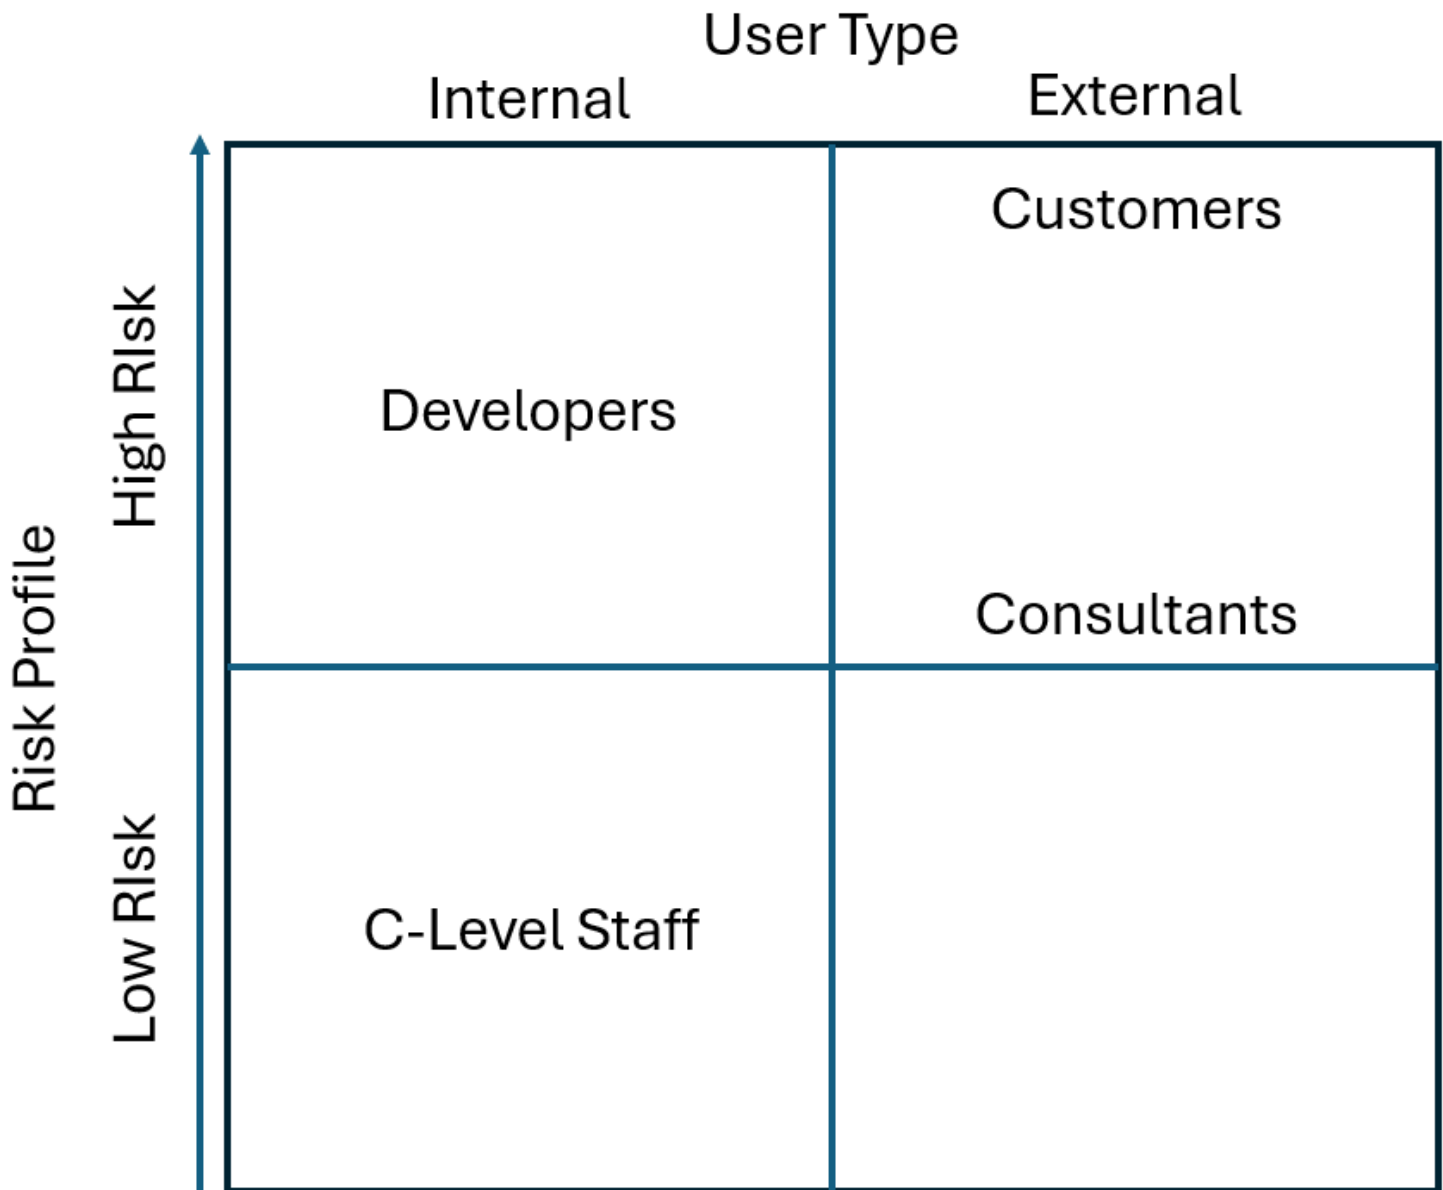 User Type
Internal
External
Risk Profile
High RIsk
Low RIsk
Customers
Developers
Consultants
C-Level Staff